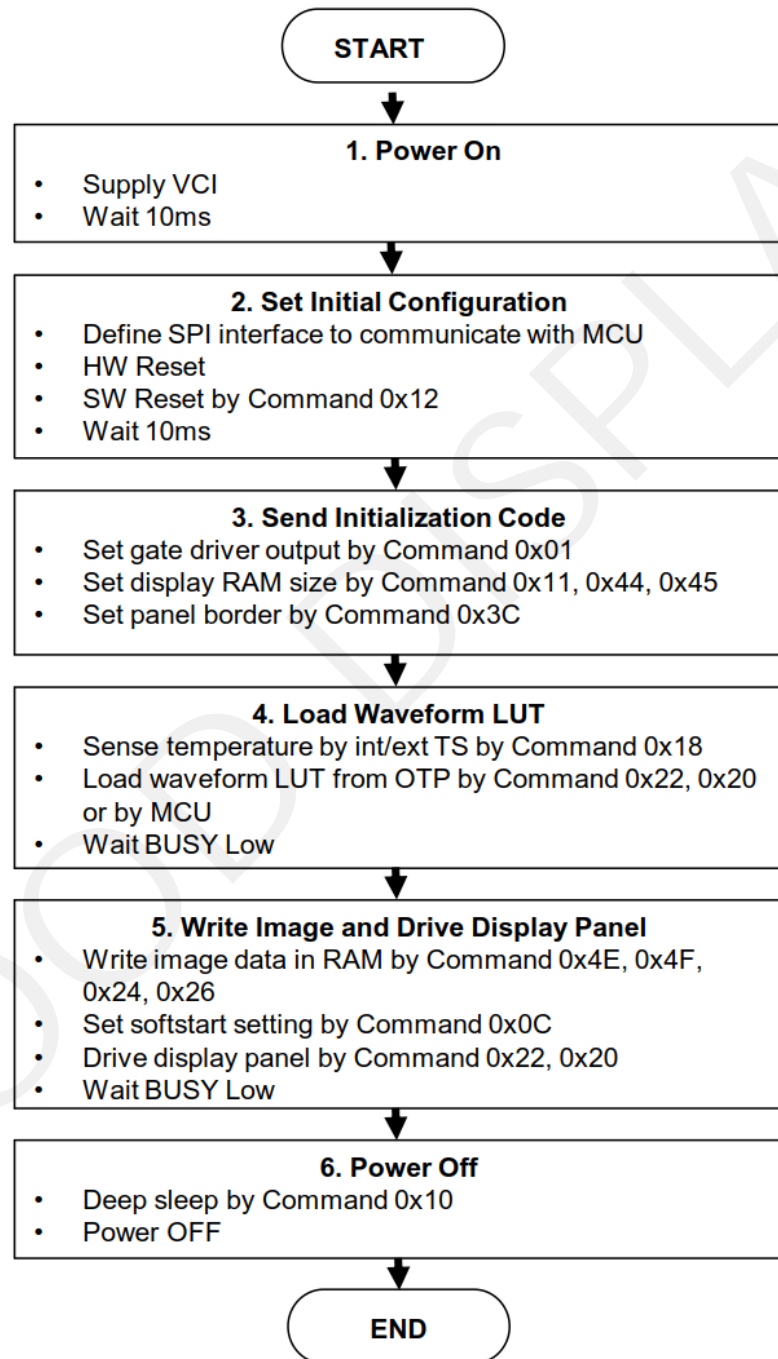 START
1. Power On
• Supply VCI
• Wait 10ms
2. Set Initial Configuration
• Define SPI interface to communicate with MCU
• HW Reset
• SW Reset by Command 0x12
• Wait 10ms
3. Send Initialization Code
• Set gate driver output by Command 0x01
• Set display RAM size by Command 0x11, 0x44, 0x45
• Set panel border by Command 0x3C
4. Load Waveform LUT
• Sense temperature by int/ext TS by Command 0x18
• Load waveform LUT from OTP by Command 0x22, 0x20
or by MCU
• Wait BUSY Low
5. Write Image and Drive Display Panel
• Write image data in RAM by Command 0x4E, 0x4F,
0x24, 0x26
• Set softstart setting by Command 0x0C
• Drive display panel by Command 0x22, 0x20
• Wait BUSY Low
6. Power Off
• Deep sleep by Command 0x10
• Power OFF
END